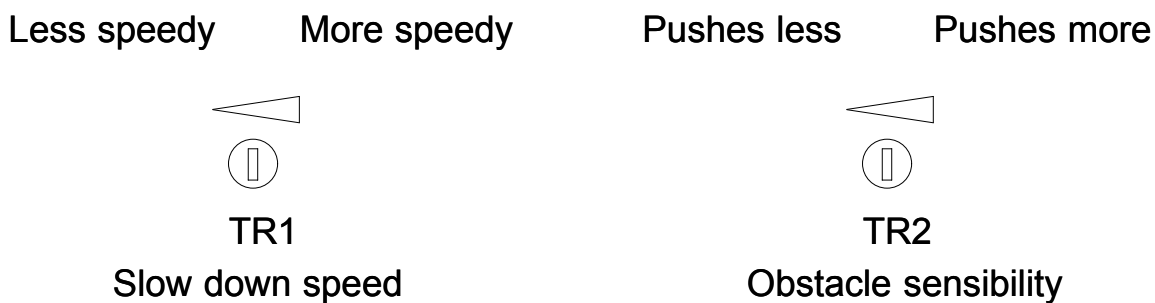 Less speedy More speedy Pushes less Pushes more
TR1 TR2
Slow down speed Obstacle sensibility